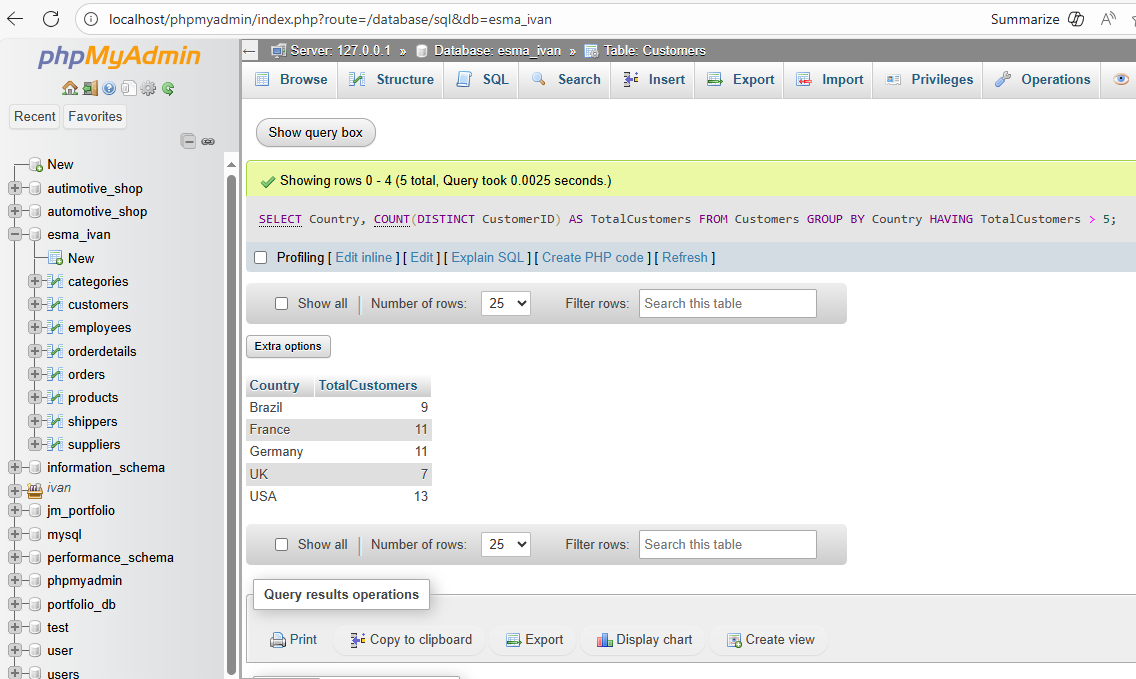 localhost/phpmyadmin/index.php?route=/database/sql&db=esma_ivan Summarize A
phpMyAdmin
Recent Favorites
New
autimotive_shop
automotive_shop
esma_ivan
New
categories
customers
employees
orderdetails
orders
products
shippers
suppliers
information_schema
ivan
jm_portfolio
mysql
performance_schema
phpmyadmin
portfolio_db
test
user
users
Server: 127.0.0.1 » Database: esma_ivan » Table: Customers
Browse Structure SQL Search Insert Export Import Privileges Operations
Show query box
Showing rows 0 - 4 (5 total, Query took 0.0025 seconds.)
SELECT Country, COUNT(DISTINCT CustomerID) AS TotalCustomers FROM Customers GROUP BY Country HAVING TotalCustomers > 5;
Profiling [ Edit inline ] [ Edit ] [ Explain SQL ] [ Create PHP code ] [ Refresh ]
Show all Number of rows: 25 Filter rows: Search this table
Extra options
Country TotalCustomers
Brazil 9
France 11
Germany 11
UK 7
USA 13
Show all Number of rows: 25 Filter rows: Search this table
Query results operations
Print Copy to clipboard Export Display chart Create view